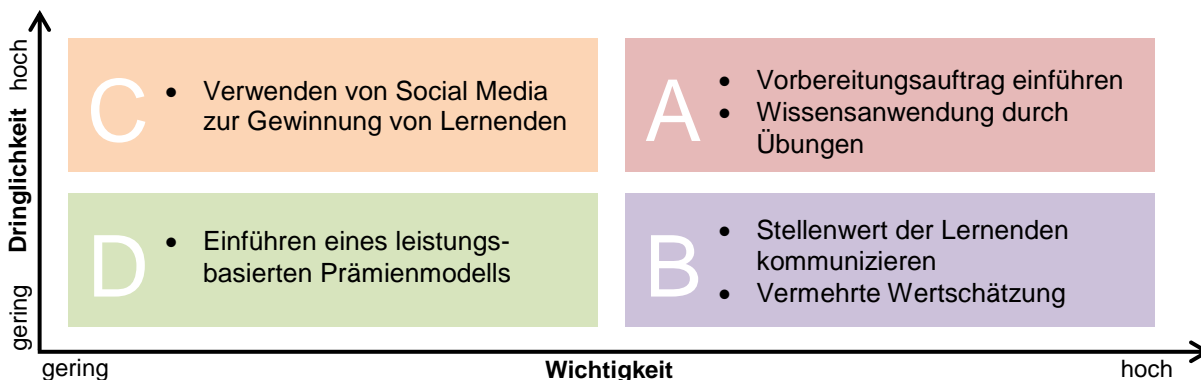 Dringlichkeit
hoch
gering
C
• Verwenden von Social Media
zur Gewinnung von Lernenden
A
• Vorbereitungsauftrag einführen
• Wissensanwendung durch
Übungen
D
• Einführen eines leistungs-
basierten Prämienmodells
B
• Stellenwert der Lernenden
kommunizieren
• Vermehrte Wertschätzung
gering
Wichtigkeit
hoch